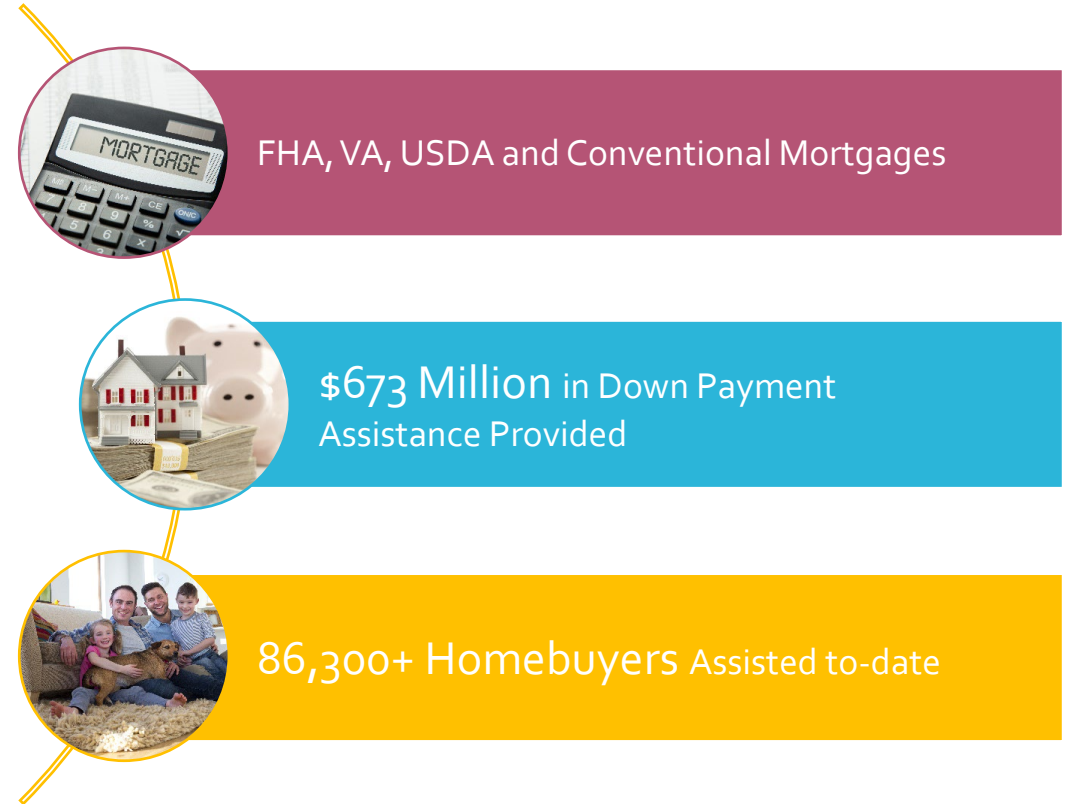 MORTGAGE
FHA, VA, USDA and Conventional Mortgages
$673 Million in Down Payment
Assistance Provided
86,300+ Homebuyers Assisted to-date